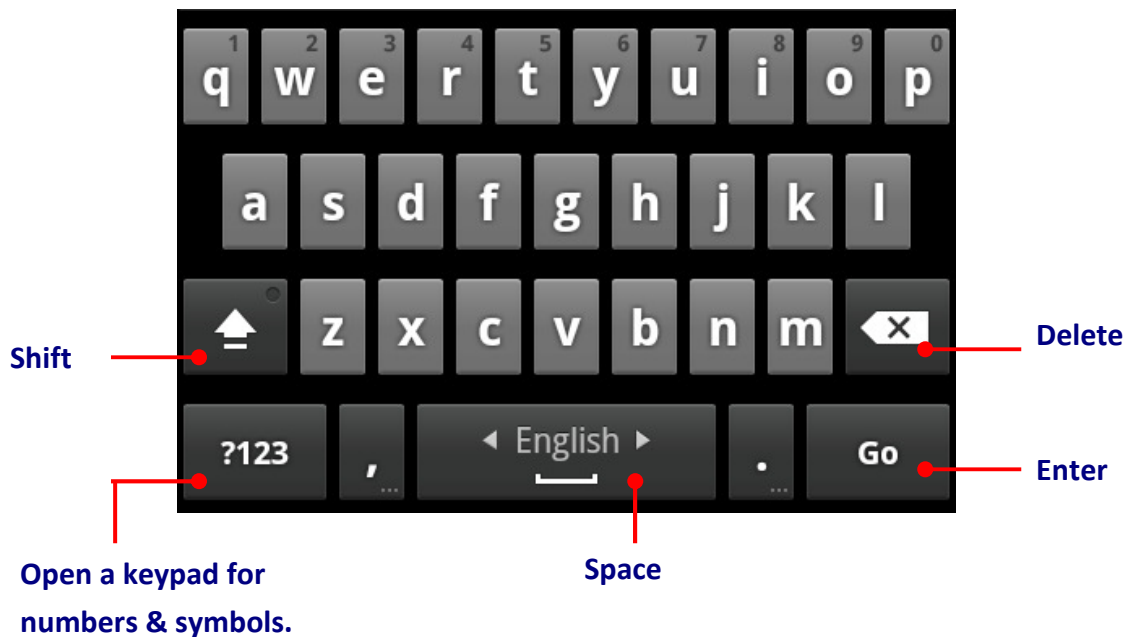 1 2 3 4 5 6 7 8 9 0
q w e r t y u i o p
a s d f g h j k l
z x c v b n m
Shift
Delete
?123 , ... English . ... Go
Enter
Open a keypad for
numbers & symbols.
Space